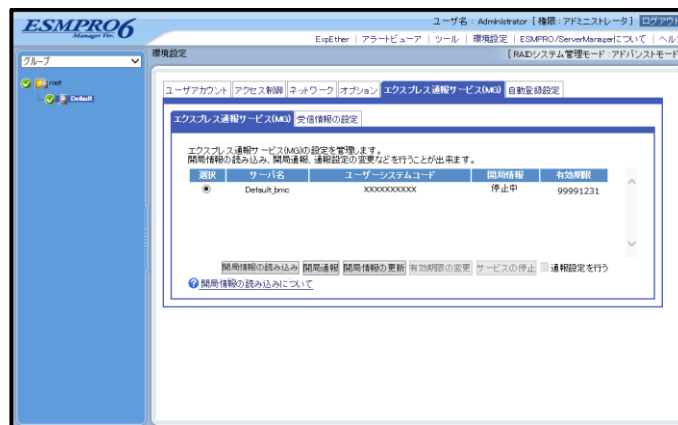 ESMPRO6
Manager Ver.
ユーザ名 : Administrator [ 権限 : アドミニストレータ ] ログアウト
ExpEther | アラートビューア | ツール | 環境設定 | ESMPRO/ServerManagerについて | ヘル
グループ
環境設定
[ RAIDシステム管理モード : アドバンストモード
root
Default
ユーザアカウント アクセス制御 ネットワーク オプション エクスプレス通報サービス(MG) 自動登録設定
エクスプレス通報サービス(MG) 受信情報の設定
エクスプレス通報サービス(MG)の設定を管理します。
開局情報の読み込み、開局通報、通報設定の変更などを行うことが出来ます。
選択 サーバ名 ユーザーシステムコード 開局情報 有効期限
Default_bmc XXXXXXXXXX 停止中 99991231
開局情報の読み込み 開局通報 開局情報の更新 有効期限の変更 サービスの停止 通報設定を行う
開局情報の読み込みについて